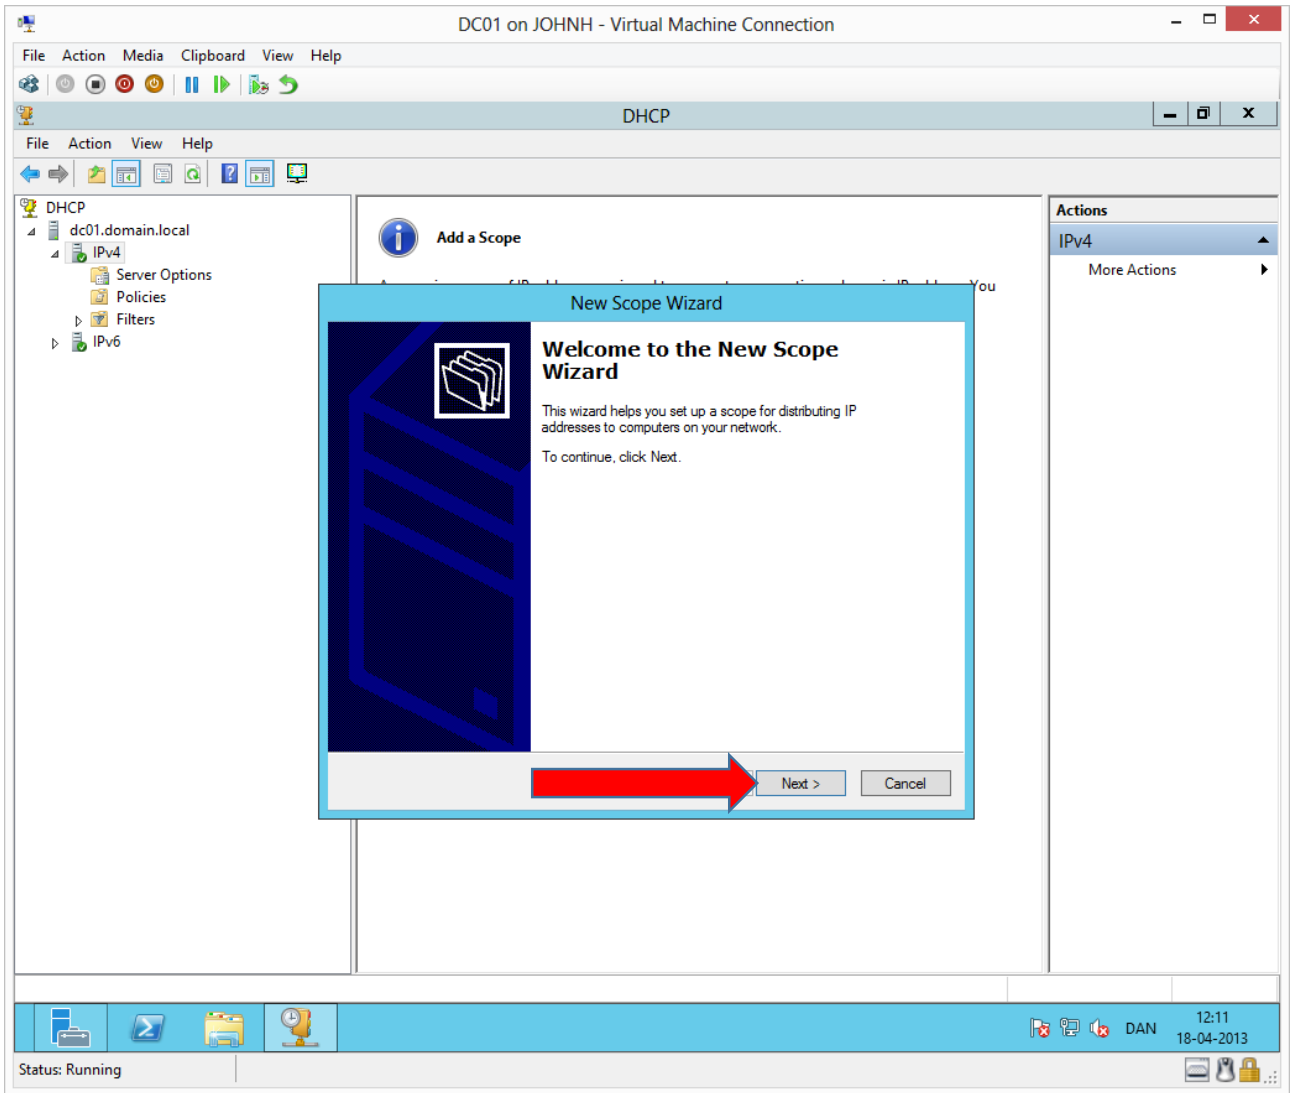 DC01 on JOHNH - Virtual Machine Connection
File Action Media Clipboard View Help
DHCP
File Action View Help
DHCP
dc01.domain.local
IPv4
Server Options
Policies
Filters
IPv6
Add a Scope
You
Actions
IPv4
More Actions
New Scope Wizard
Welcome to the New Scope
Wizard
This wizard helps you set up a scope for distributing IP
addresses to computers on your network.
To continue, click Next.
Next >
Cancel
DAN
12:11
18-04-2013
Status: Running